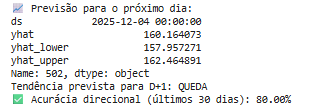 📈 Previsão para o próximo dia:
ds 2025-12-04 00:00:00
yhat 160.164073
yhat_lower 157.957271
yhat_upper 162.464891
Name: 502, dtype: object
Tendência prevista para D+1: QUEDA
✅ Acurácia direcional (últimos 30 dias): 80.00%